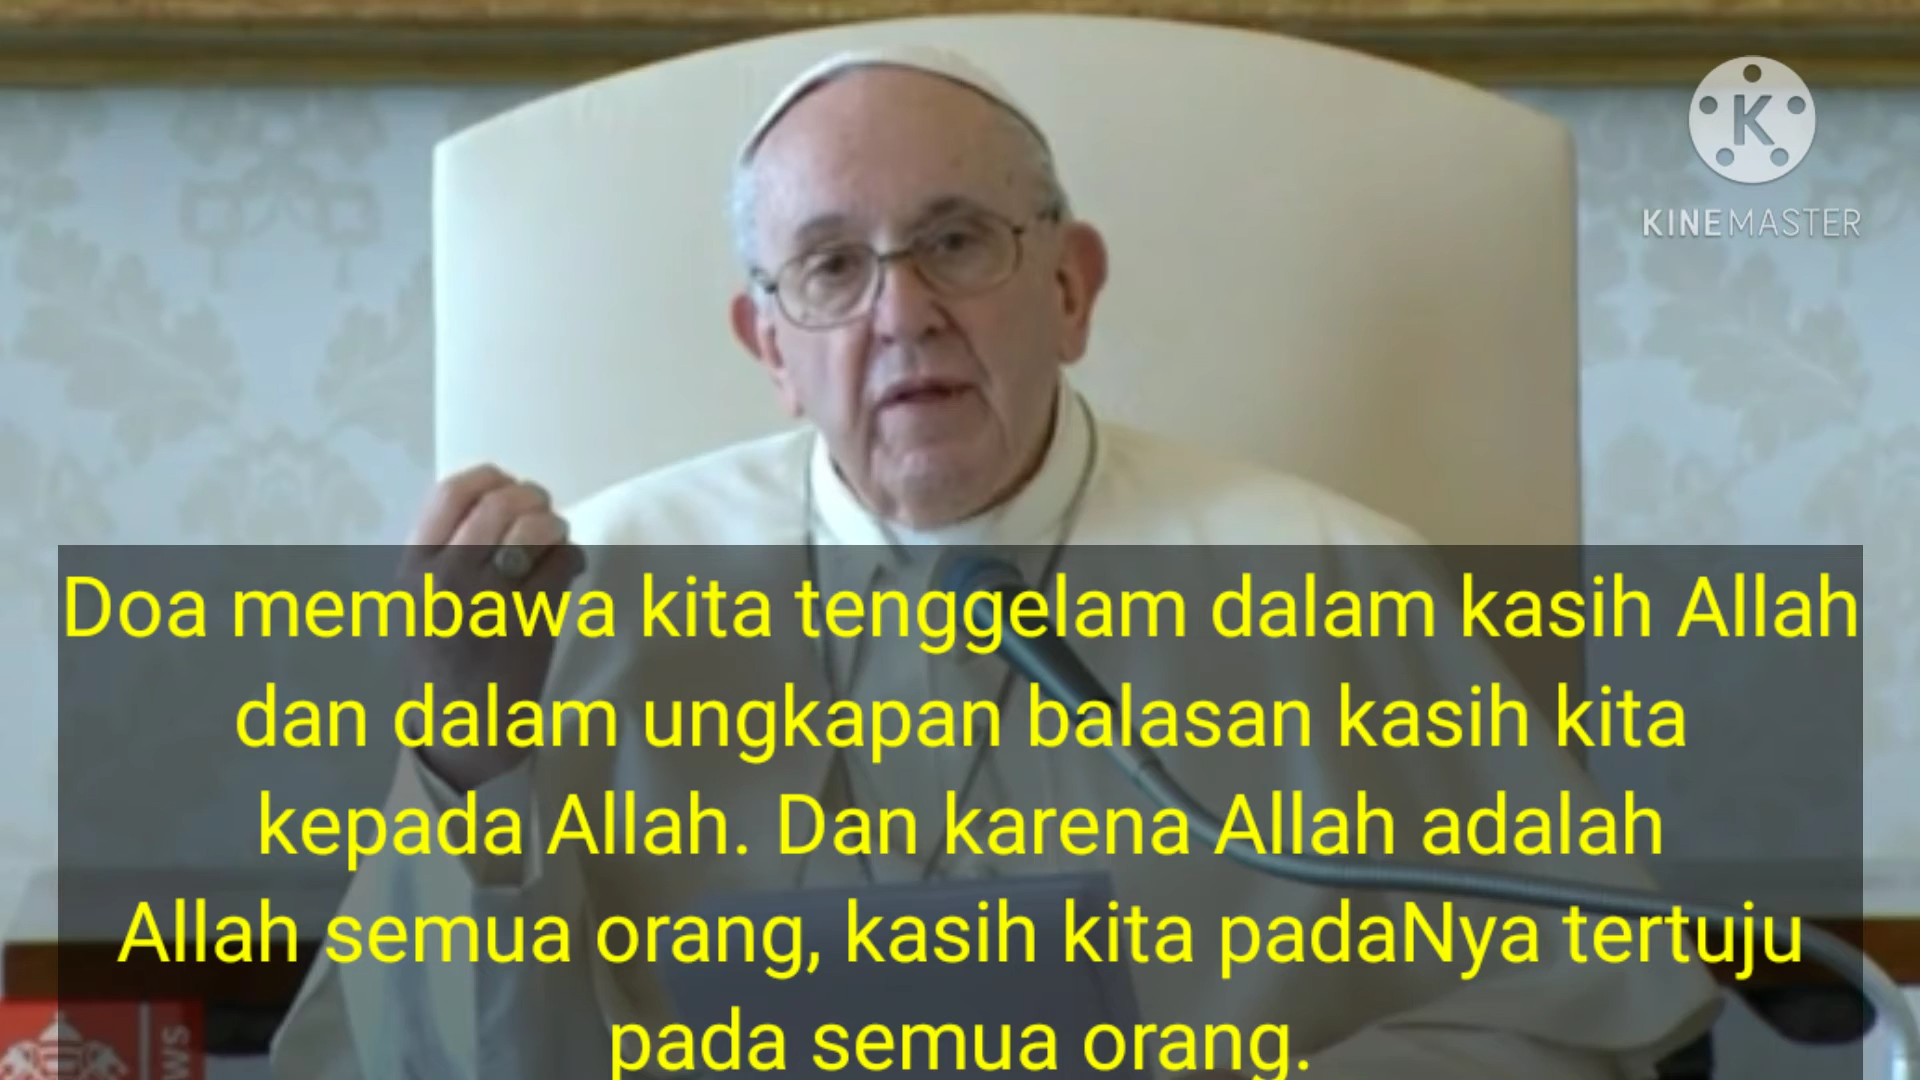 K
KINEMASTER
Doa membawa kita tenggelam dalam kasih Allah
dan dalam ungkapan balasan kasih kita
kepada Allah. Dan karena Allah adalah
Allah semua orang, kasih kita padaNya tertuju
pada semua orang.